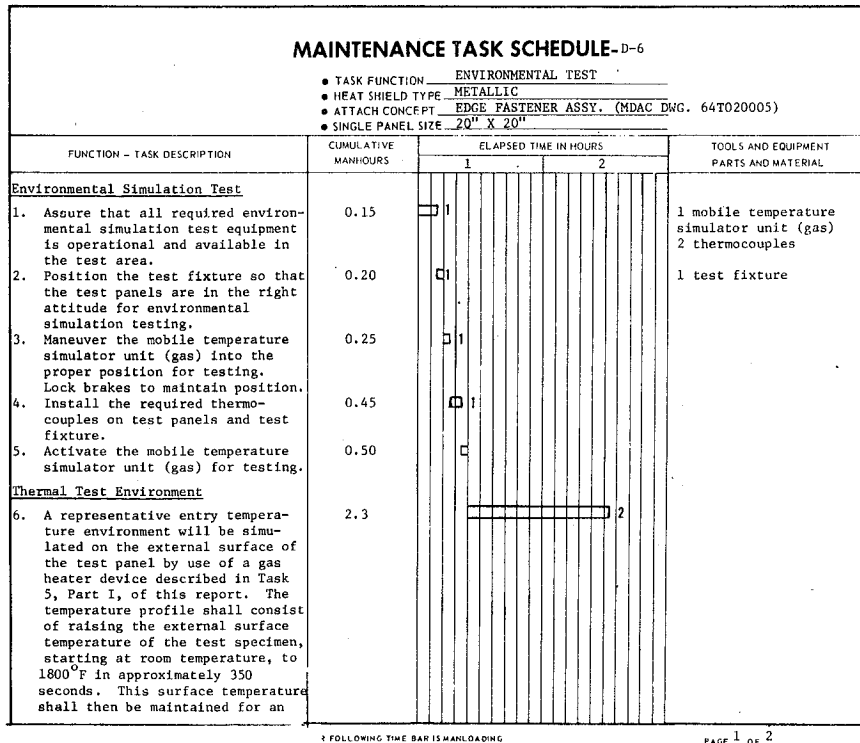 MAINTENANCE TASK SCHEDULE-D-6
• TASK FUNCTION ENVIRONMENTAL TEST
• HEAT SHIELD TYPE METALLIC
• ATTACH CONCEPT EDGE FASTENER ASSY. (MDAC DWG. 64T020005)
• SINGLE PANEL SIZE 20" X 20"
FUNCTION – TASK DESCRIPTION
CUMULATIVE
MANHOURS
ELAPSED TIME IN HOURS
1 2
TOOLS AND EQUIPMENT
PARTS AND MATERIAL
Environmental Simulation Test
1. Assure that all required environ-
mental simulation test equipment
is operational and available in
the test area.
0.15
1
1 mobile temperature
simulator unit (gas)
2 thermocouples
2. Position the test fixture so that
the test panels are in the right
attitude for environmental
simulation testing.
0.20
1
1 test fixture
3. Maneuver the mobile temperature
simulator unit (gas) into the
proper position for testing.
Lock brakes to maintain position.
0.25
1
4. Install the required thermo-
couples on test panels and test
fixture.
0.45
1
5. Activate the mobile temperature
simulator unit (gas) for testing.
0.50
Thermal Test Environment
6. A representative entry tempera-
ture environment will be simu-
lated on the external surface of
the test panel by use of a gas
heater device described in Task
5, Part I, of this report. The
temperature profile shall consist
of raising the external surface
temperature of the test specimen,
starting at room temperature, to
1800°F in approximately 350
seconds. This surface temperature
shall then be maintained for an
2.3
2
FOLLOWING TIME BAR IS MANLOADING
PAGE 1 OF 2